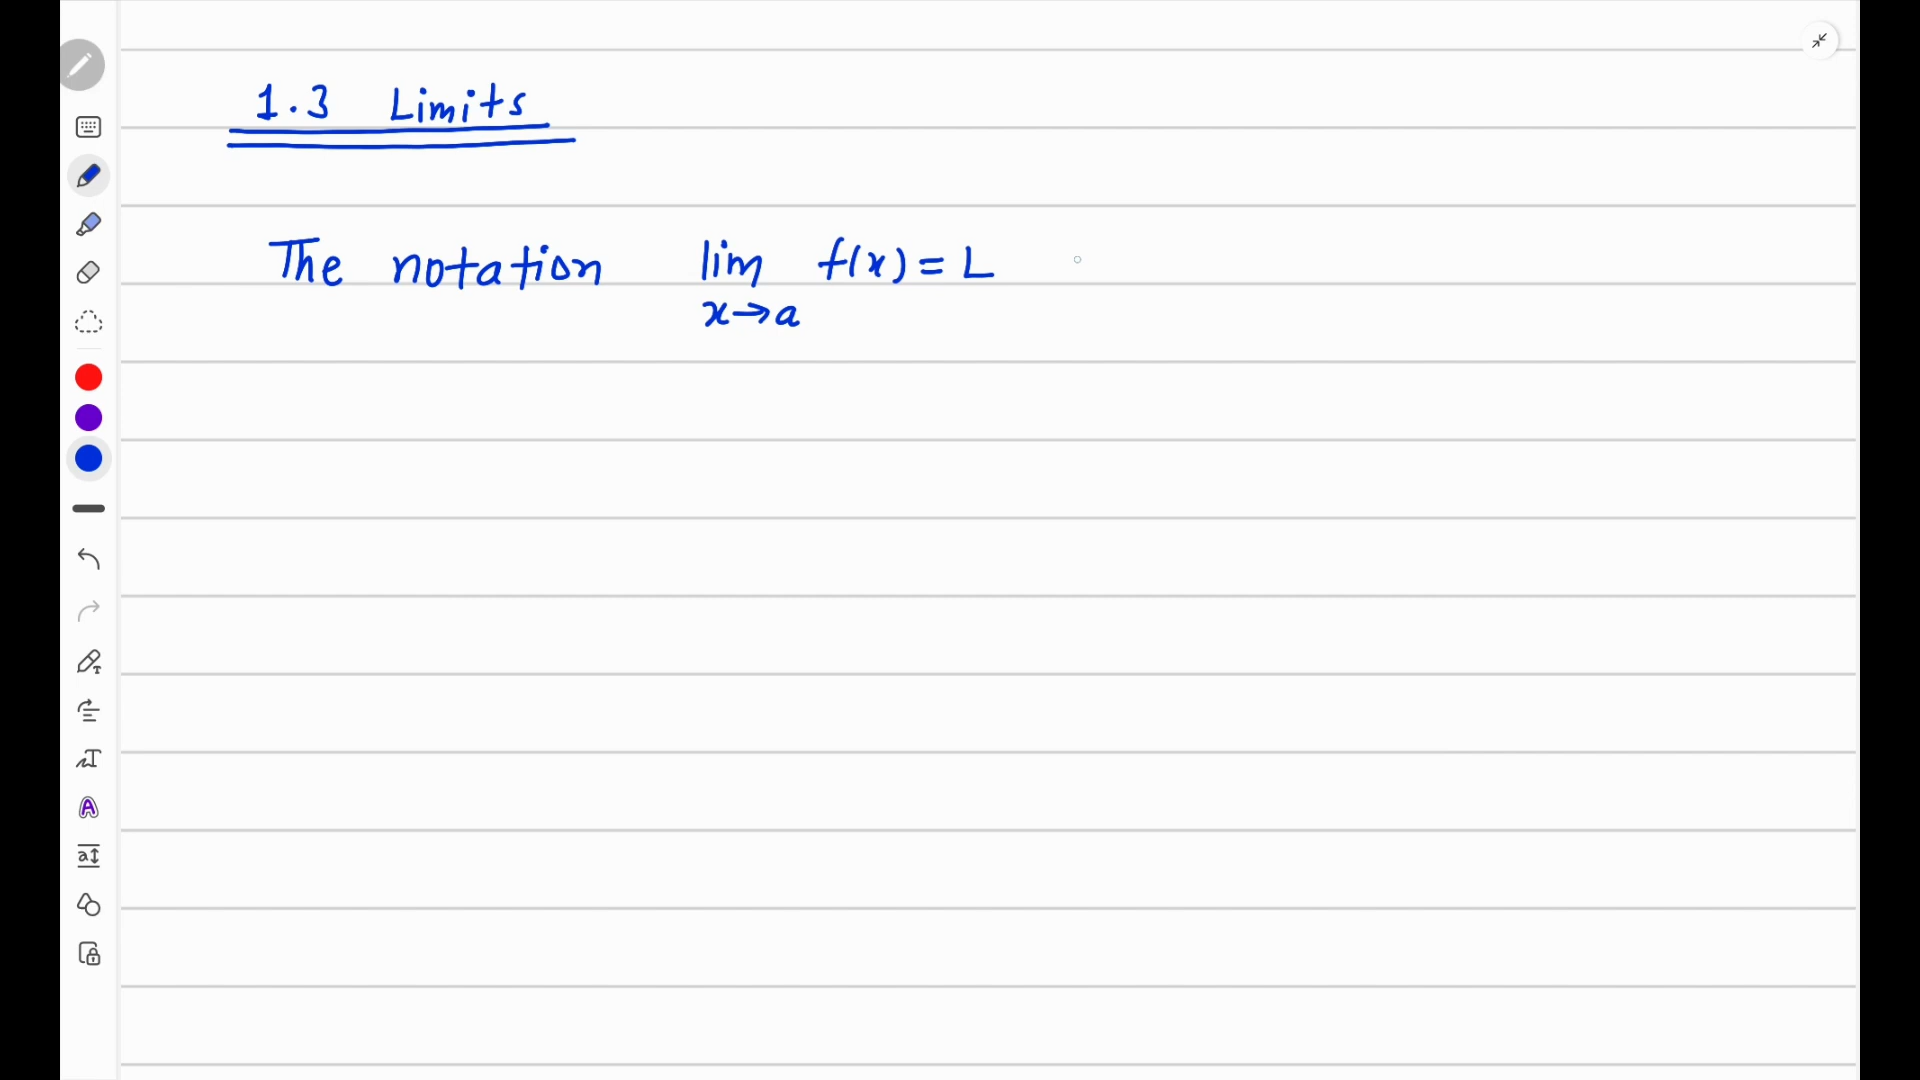 1.3 Limits
The notation lim f(x) = L
x→a